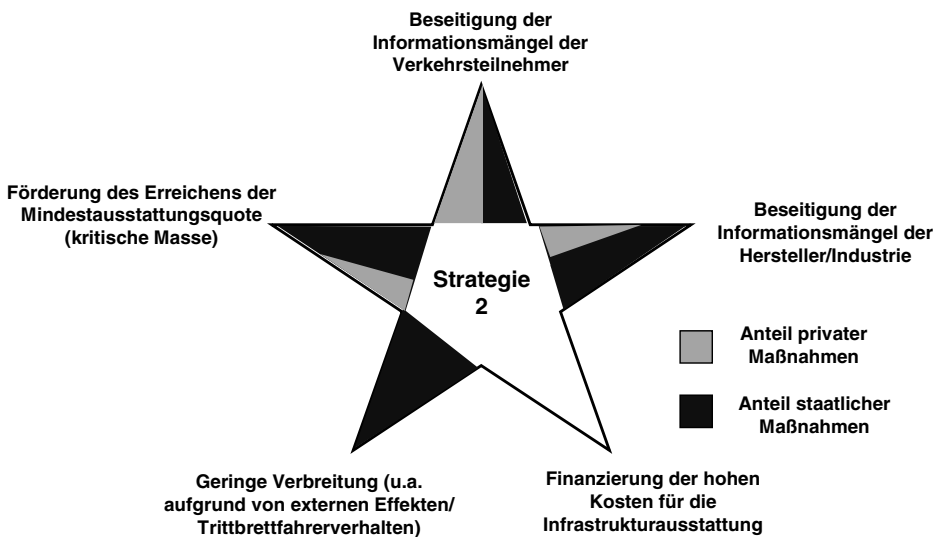 Beseitigung der
Informationsmängel der
Verkehrsteilnehmer
Förderung des Erreichens der
Mindestausstattungsquote
(kritische Masse)
Beseitigung der
Informationsmängel der
Hersteller/Industrie
Strategie
2
Anteil privater
Maßnahmen
Anteil staatlicher
Maßnahmen
Geringe Verbreitung (u.a.
aufgrund von externen Effekten/
Trittbrettfahrerverhalten)
Finanzierung der hohen
Kosten für die
Infrastrukturausstattung